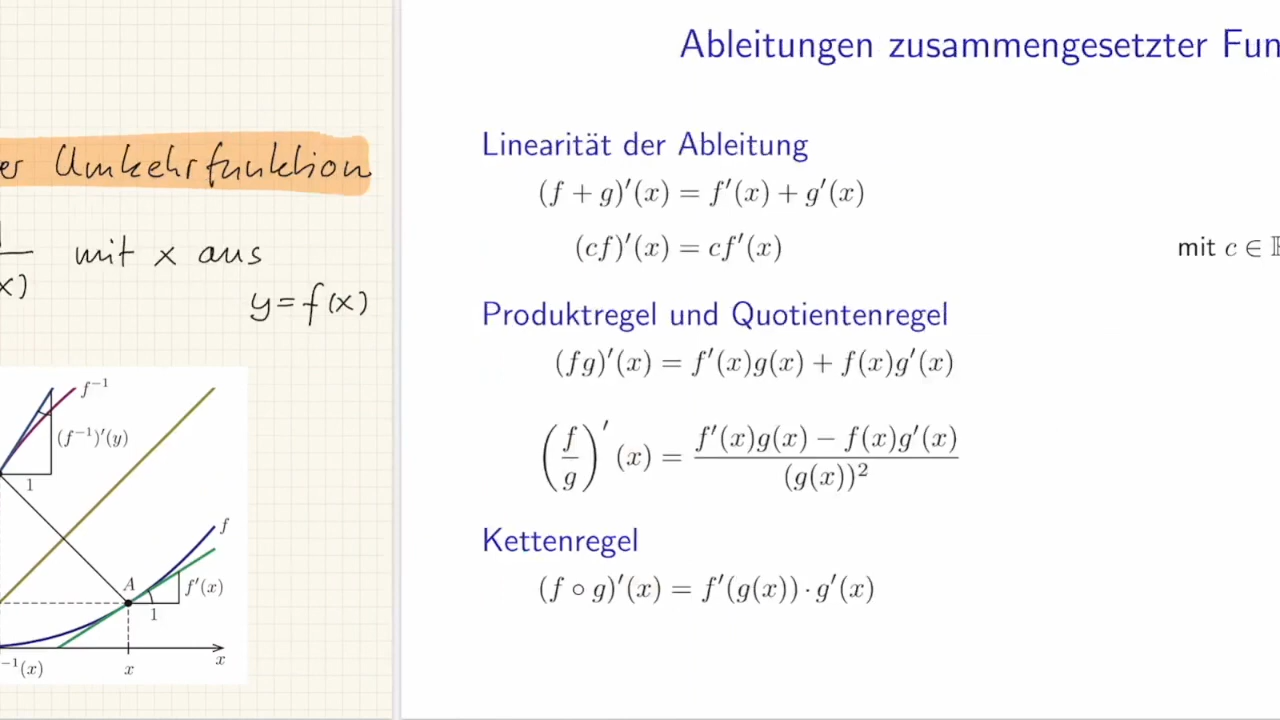 er Umkehrfunktion
mit x aus
x)
y = f(x)
f⁻¹
(f⁻¹)′(y)
1
f
A
f′(x)
1
⁻¹(x)
x
x
Ableitungen zusammengesetzter Fun
Linearität der Ableitung
(f + g)′(x) = f′(x) + g′(x)
(cf)′(x) = cf′(x) mit c ∈ ℝ
Produktregel und Quotientenregel
(fg)′(x) = f′(x)g(x) + f(x)g′(x)
(f/g)′(x) = (f′(x)g(x) − f(x)g′(x))/(g(x))²
Kettenregel
(f ∘ g)′(x) = f′(g(x)) · g′(x)